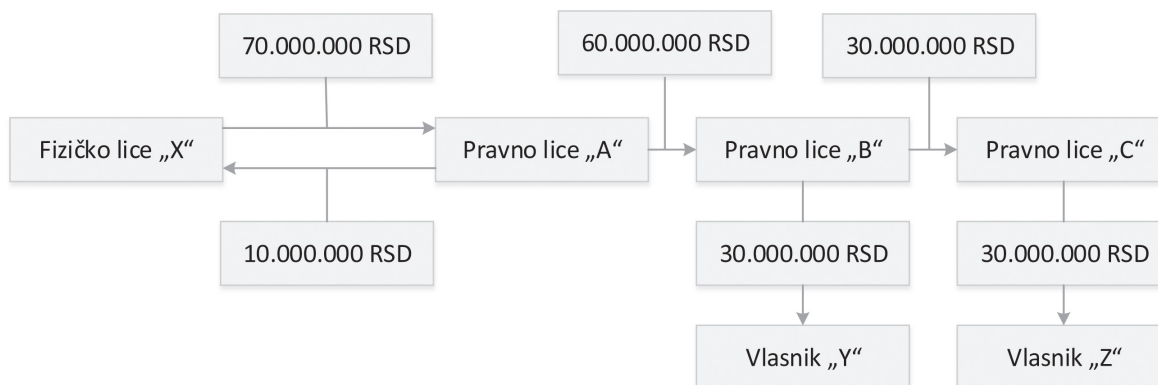 70.000.000 RSD
60.000.000 RSD
30.000.000 RSD
Fizičko lice „X“
Pravno lice „A“
Pravno lice „B“
Pravno lice „C“
10.000.000 RSD
30.000.000 RSD
30.000.000 RSD
Vlasnik „Y“
Vlasnik „Z“